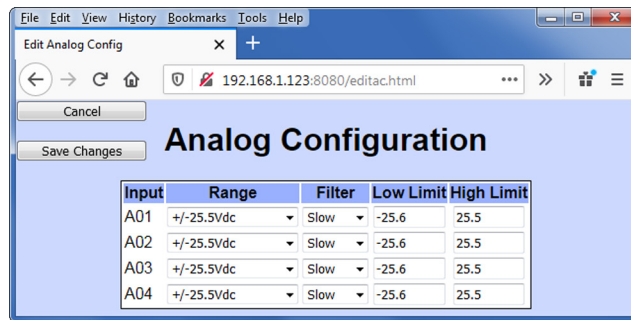 File Edit View History Bookmarks Tools Help
Edit Analog Config
192.168.1.123:8080/editac.html
Cancel
Save Changes
Analog Configuration
Input Range Filter Low Limit High Limit
A01 +/-25.5Vdc Slow -25.6 25.5
A02 +/-25.5Vdc Slow -25.6 25.5
A03 +/-25.5Vdc Slow -25.6 25.5
A04 +/-25.5Vdc Slow -25.6 25.5